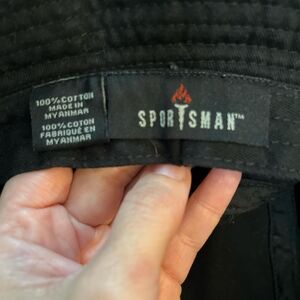 100% COTTON
MADE IN
MYANMAR
100% COTON
FABRIQUÉ EN
MYANMAR
SPORTSMAN™